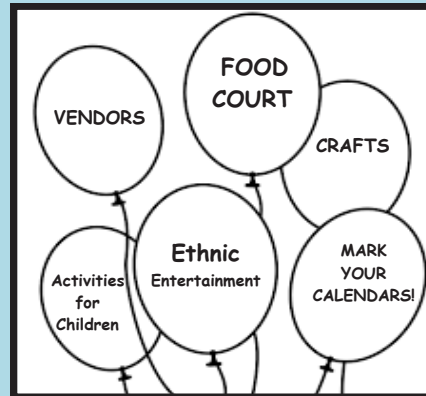 FOOD
COURT
VENDORS
CRAFTS
Ethnic
Entertainment
MARK
YOUR
CALENDARS!
Activities
for
Children